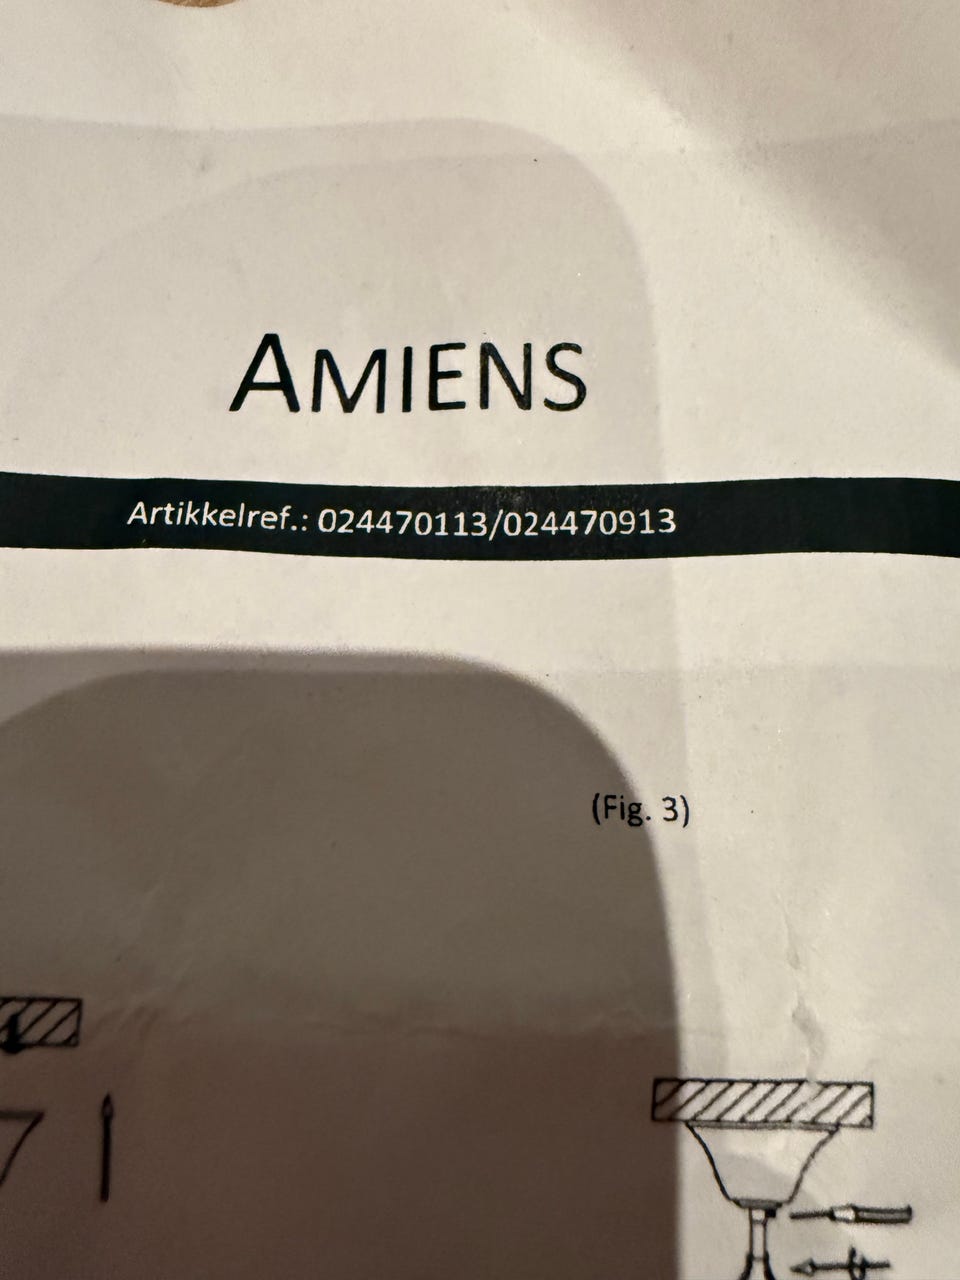 AMIENS
Artikkelref.: 024470113/024470913
(Fig. 3)